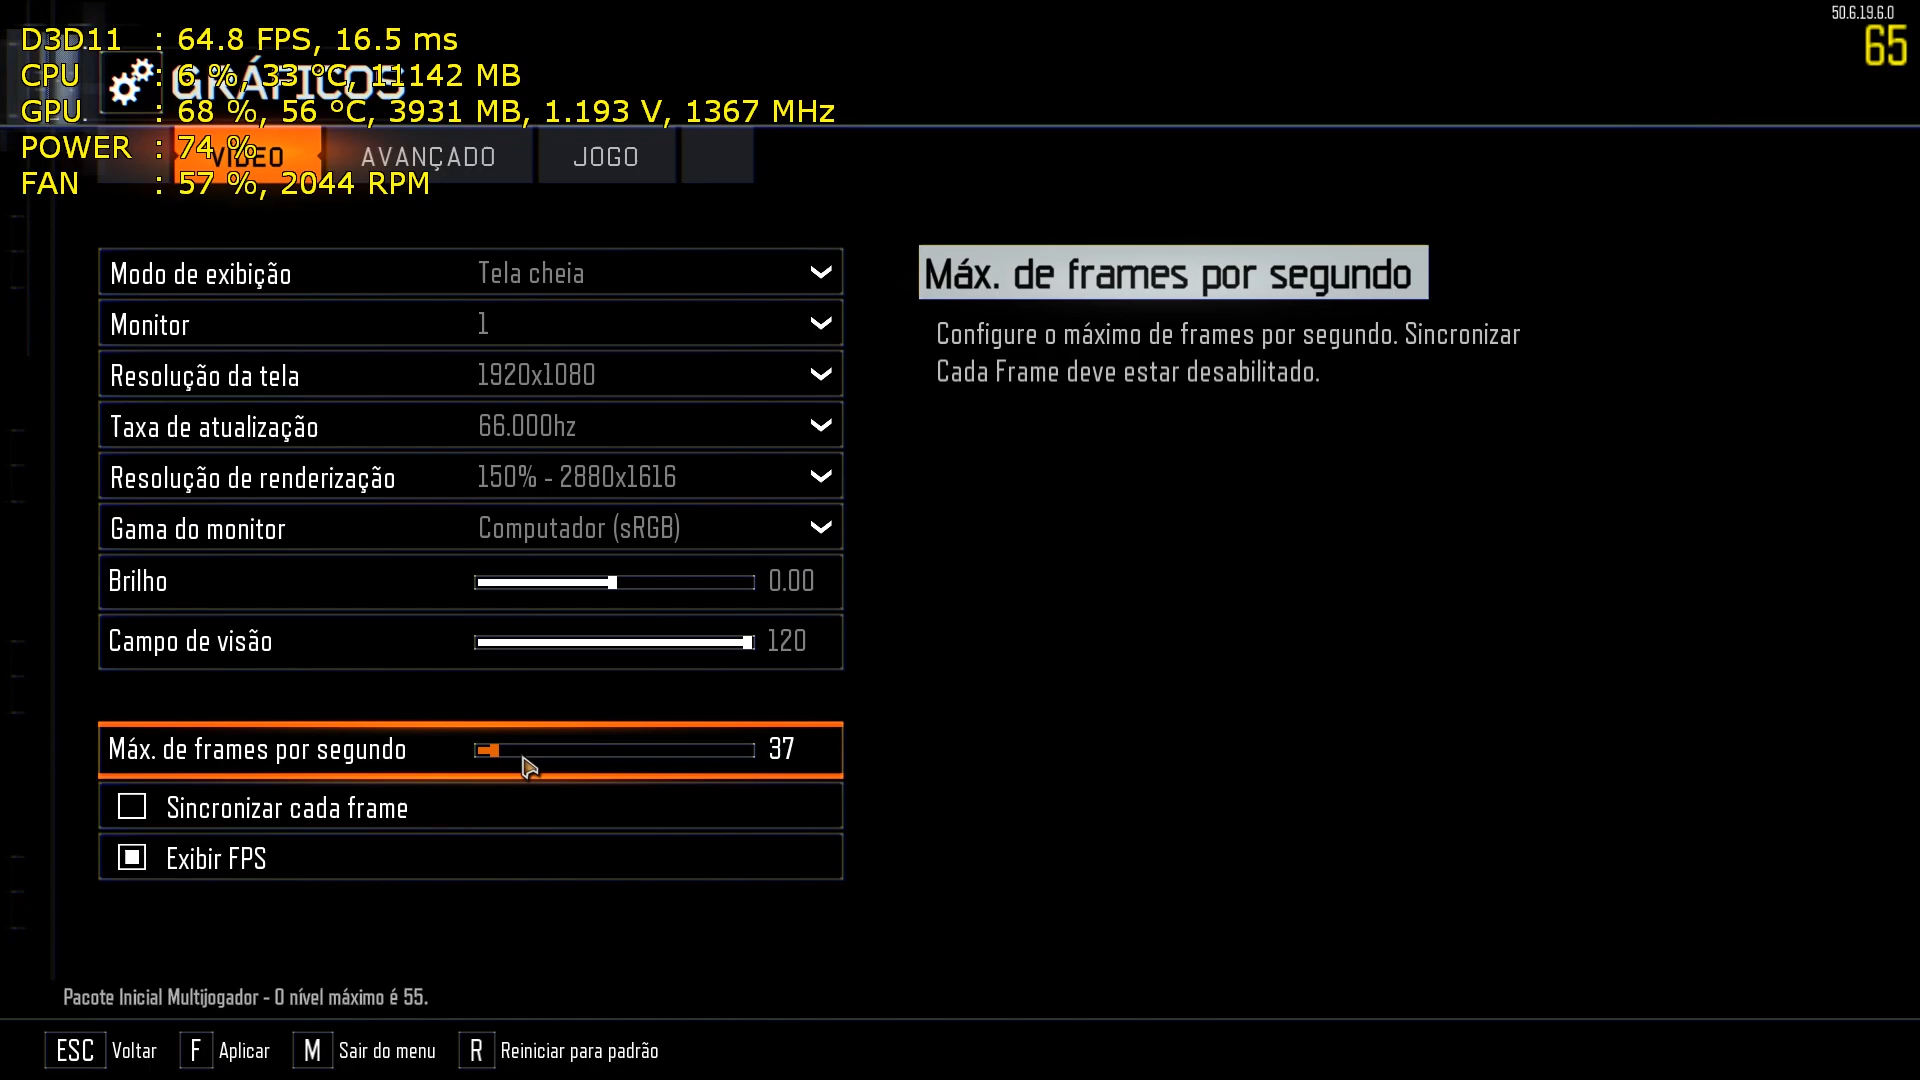 50.6.19.6.0
65
D3D11 : 64.8 FPS, 16.5 ms
CPU : 6 %, 33 °C, 11142 MB
GRÁFICOS
GPU : 68 %, 56 °C, 3931 MB, 1.193 V, 1367 MHz
POWER : 74 %
VÍDEO
AVANÇADO
JOGO
FAN : 57 %, 2044 RPM
Modo de exibição Tela cheia
Monitor 1
Resolução da tela 1920x1080
Taxa de atualização 66.000hz
Resolução de renderização 150% - 2880x1616
Gama do monitor Computador (sRGB)
Brilho 0.00
Campo de visão 120
Máx. de frames por segundo 37
Sincronizar cada frame
Exibir FPS
Máx. de frames por segundo
Configure o máximo de frames por segundo. Sincronizar
Cada Frame deve estar desabilitado.
Pacote Inicial Multijogador - O nível máximo é 55.
ESC Voltar F Aplicar M Sair do menu R Reiniciar para padrão